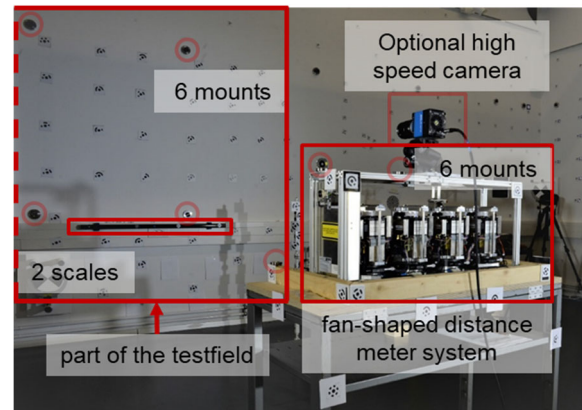 Optional high
speed camera
6 mounts
6 mounts
2 scales
fan-shaped distance
meter system
part of the testfield